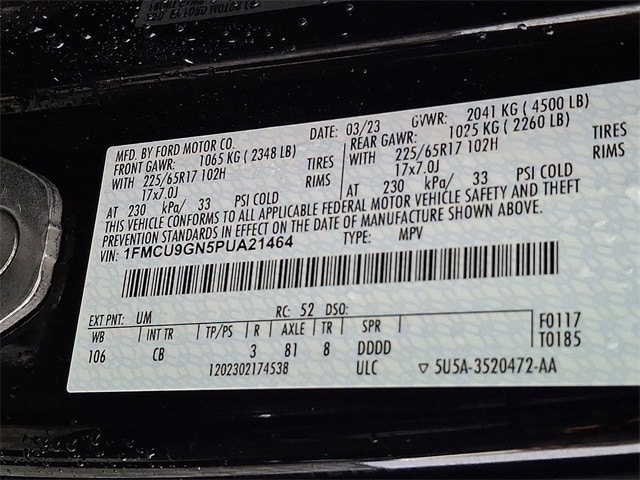 MFD. BY FORD MOTOR CO. DATE: 03/23 GVWR: 2041 KG ( 4500 LB)
FRONT GAWR: 1065 KG ( 2348 LB) REAR GAWR: 1025 KG ( 2260 LB)
WITH 225/65R17 102H TIRES WITH 225/65R17 102H TIRES
17x7.0J RIMS 17x7.0J RIMS
AT 230 kPa/ 33 PSI COLD AT 230 kPa/ 33 PSI COLD
THIS VEHICLE CONFORMS TO ALL APPLICABLE FEDERAL MOTOR VEHICLE SAFETY AND THEFT
PREVENTION STANDARDS IN EFFECT ON THE DATE OF MANUFACTURE SHOWN ABOVE.
VIN: 1FMCU9GN5PUA21464 TYPE: MPV
EXT PNT: UM RC: 52 DSO: F0117
WB INT TR TP/PS R AXLE TR SPR T0185
106 CB 3 81 8 DDDD
1202302174538 ULC ▽ 5U5A-3520472-AA